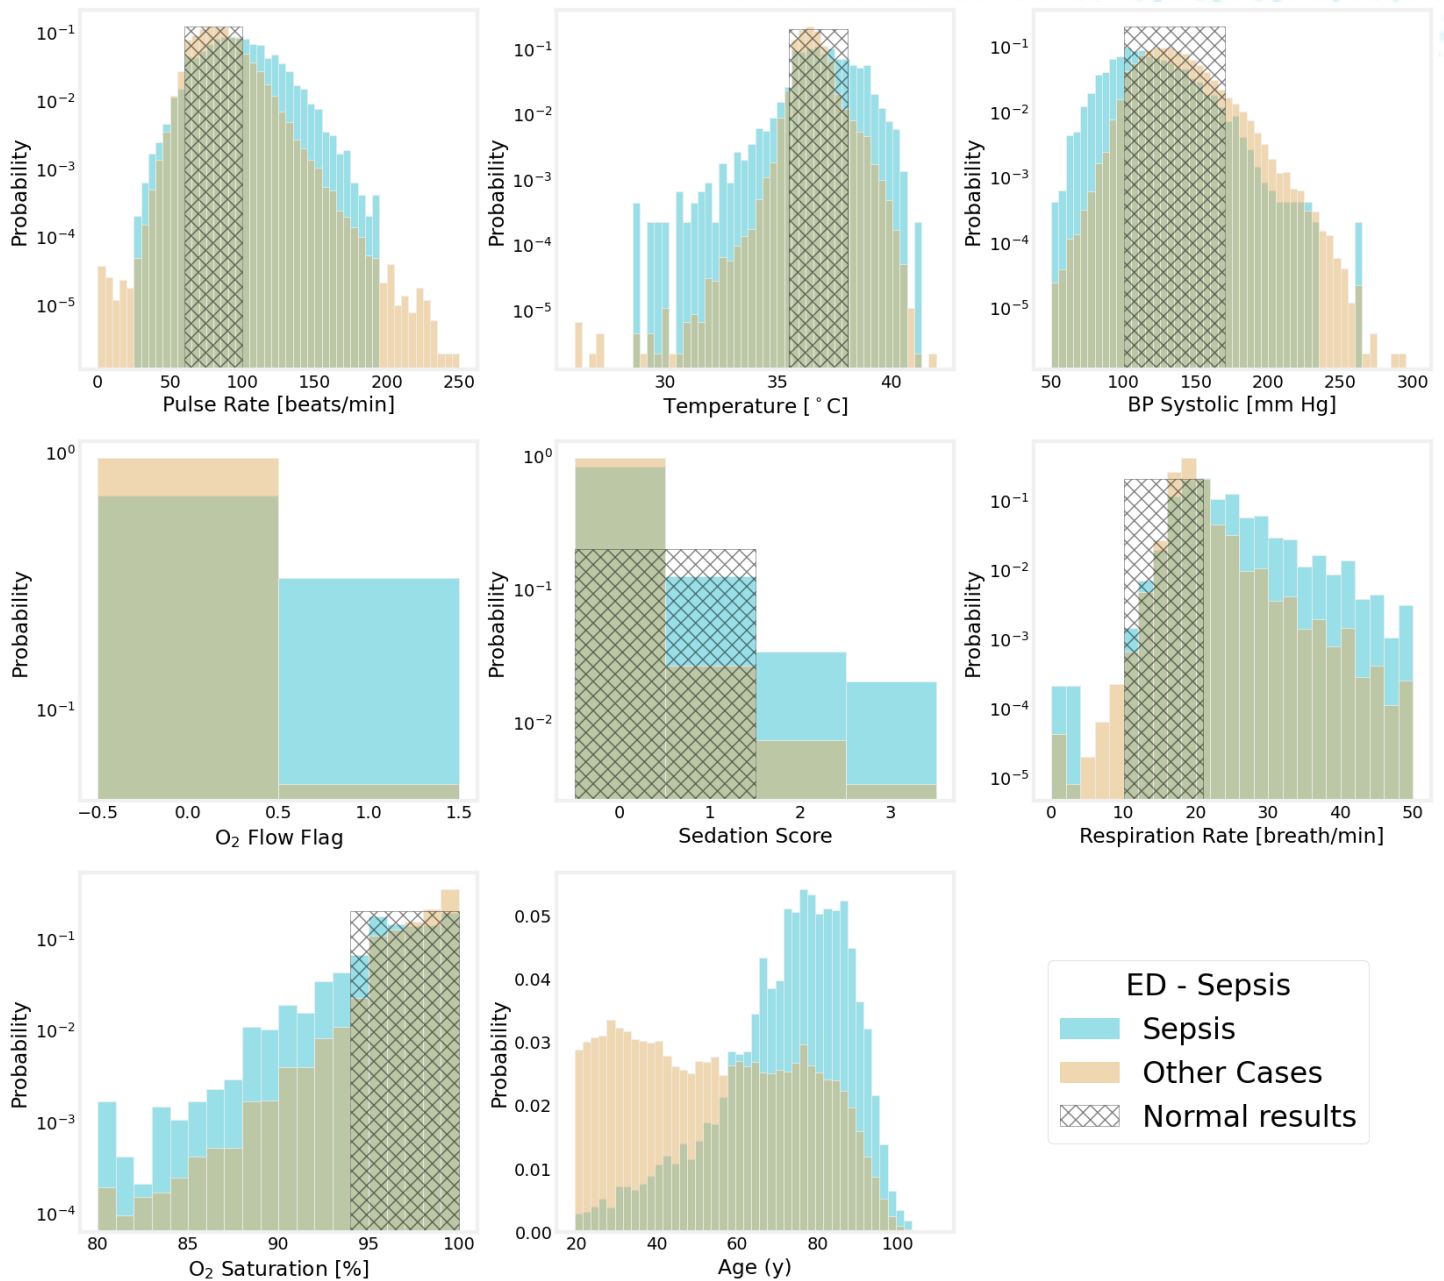 10⁻¹
10⁻²
10⁻³
10⁻⁴
10⁻⁵
Probability
0 50 100 150 200 250
Pulse Rate [beats/min]
10⁻¹
10⁻²
10⁻³
10⁻⁴
10⁻⁵
Probability
30 35 40
Temperature [°C]
10⁻¹
10⁻²
10⁻³
10⁻⁴
10⁻⁵
Probability
50 100 150 200 250 300
BP Systolic [mm Hg]
10⁰
10⁻¹
Probability
−0.5 0.0 0.5 1.0 1.5
O₂ Flow Flag
10⁰
10⁻¹
10⁻²
Probability
0 1 2 3
Sedation Score
10⁻¹
10⁻²
10⁻³
10⁻⁴
10⁻⁵
Probability
0 10 20 30 40 50
Respiration Rate [breath/min]
10⁻¹
10⁻²
10⁻³
10⁻⁴
Probability
80 85 90 95 100
O₂ Saturation [%]
0.05
0.04
0.03
0.02
0.01
0.00
Probability
20 40 60 80 100
Age (y)
ED - Sepsis
Sepsis
Other Cases
Normal results